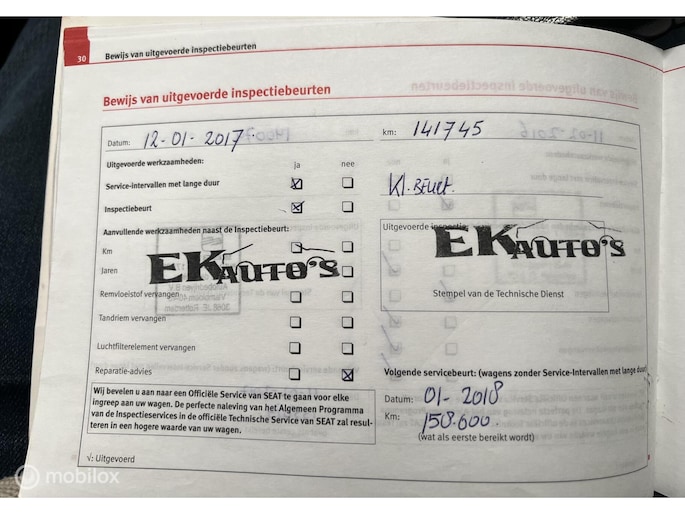 30
Bewijs van uitgevoerde inspectiebeurten
Bewijs van uitgevoerde inspectiebeurten
Datum: 12-01-2017
km: 141745
Uitgevoerde werkzaamheden:
ja nee
Service-intervallen met lange duur
Kl. BEURT.
Inspectiebeurt
Aanvullende werkzaamheden naast de Inspectiebeurt:
Uitgevoerde inspectie:
Km
EK AUTO'S
EK AUTO'S
Jaren
Remvloeistof vervangen
Stempel van de Technische Dienst
Tandriem vervangen
Luchtfilterelement vervangen
Reparatie-advies
Volgende servicebeurt: (wagens zonder Service-Intervallen met lange duur)
Wij bevelen u aan naar een Officiële Service van SEAT te gaan voor elke
ingreep aan uw wagen. De perfecte naleving van het Algemeen Programma
van de Inspectieservices in de officiële Technische Service van SEAT zal resul-
teren in een hogere waarde van uw wagen.
Datum: 01-2018
Km: 158.600
(wat als eerste bereikt wordt)
√: Uitgevoerd
mobilox